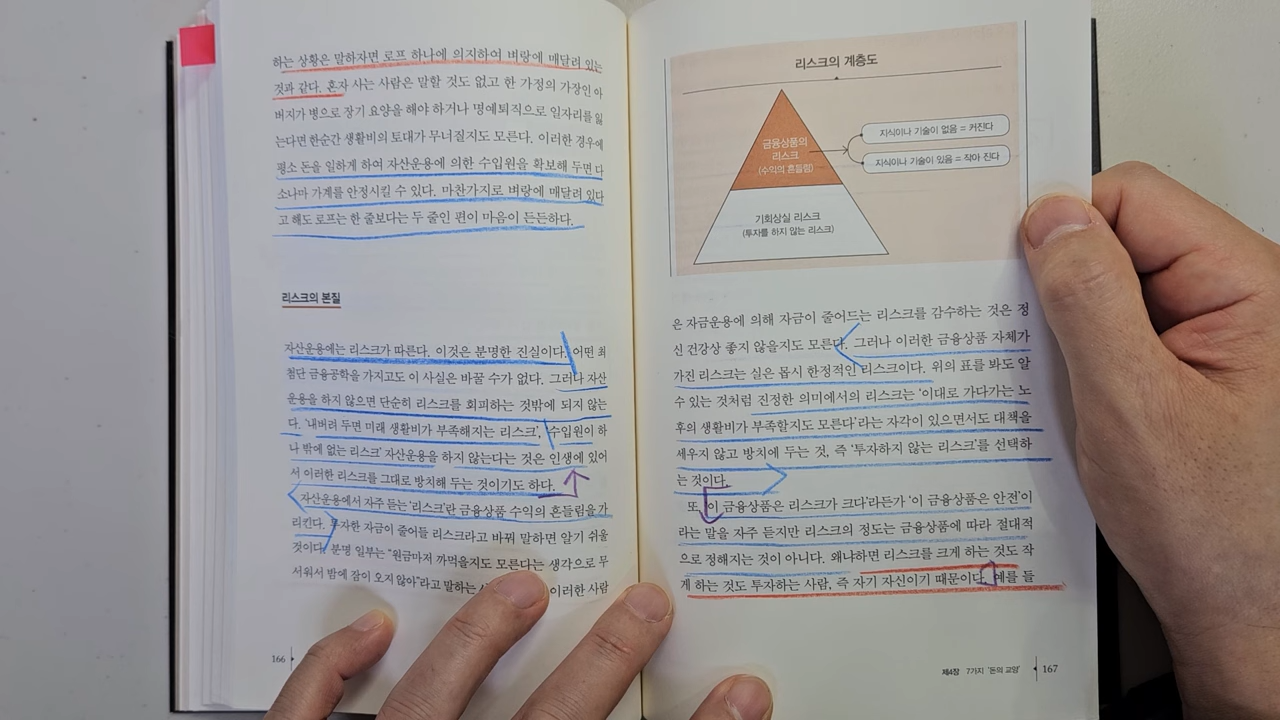 하는 상황은 말하자면 로프 하나에 의지하여 벼랑에 매달려 있는
것과 같다. 혼자 사는 사람은 말할 것도 없고 한 가정의 가장인 아
버지가 병으로 장기 요양을 해야 하거나 명예퇴직으로 일자리를 잃
는다면 한순간 생활비의 토대가 무너질지도 모른다. 이러한 경우에
평소 돈을 일하게 하여 자산운용에 의한 수입원을 확보해 두면 다
소나마 가계를 안정시킬 수 있다. 마찬가지로 벼랑에 매달려 있다
고 해도 로프는 한 줄보다는 두 줄인 편이 마음이 든든하다.
리스크의 본질
자산운용에는 리스크가 따른다. 이것은 분명한 진실이다. 어떤 최
첨단 금융공학을 가지고도 이 사실은 바꿀 수가 없다. 그러나 자산
운용을 하지 않으면 단순히 리스크를 회피하는 것밖에 되지 않는
다. '내버려 두면 미래 생활비가 부족해지는 리스크', '수입원이 하
나 밖에 없는 리스크' 자산운용을 하지 않는다는 것은 인생에 있어
서 이러한 리스크를 그대로 방치해 두는 것이기도 하다.
자산운용에서 자주 듣는 '리스크'란 금융상품 수익의 흔들림을 가
리킨다. 투자한 자금이 줄어들 리스크라고 바꿔 말하면 알기 쉬울
것이다. 분명 일부는 "원금마저 까먹을지도 모른다는 생각으로 무
서워서 밤에 잠이 오지 않아"라고 말하는 이러한 사람
166
리스크의 계층도
금융상품의
리스크
(수익의 흔들림)
지식이나 기술이 없음 = 커진다
지식이나 기술이 있음 = 작아 진다
기회상실 리스크
(투자를 하지 않는 리스크)
은 자금운용에 의해 자금이 줄어드는 리스크를 감수하는 것은 정
신 건강상 좋지 않을지도 모른다. 그러나 이러한 금융상품 자체가
가진 리스크는 실은 몹시 한정적인 리스크이다. 위의 표를 봐도 알
수 있는 것처럼 진정한 의미에서의 리스크는 '이대로 가다가는 노
후의 생활비가 부족할지도 모른다'라는 자각이 있으면서도 대책을
세우지 않고 방치해 두는 것, 즉 '투자하지 않는 리스크'를 선택하
는 것이다.
또 '이 금융상품은 리스크가 크다'라든가 '이 금융상품은 안전'이
라는 말을 자주 듣지만 리스크의 정도는 금융상품에 따라 절대적
으로 정해지는 것이 아니다. 왜냐하면 리스크를 크게 하는 것도 작
게 하는 것도 투자하는 사람, 즉 자기 자신이기 때문이다. 예를 들
제4장 7가지 '돈의 교양' 167